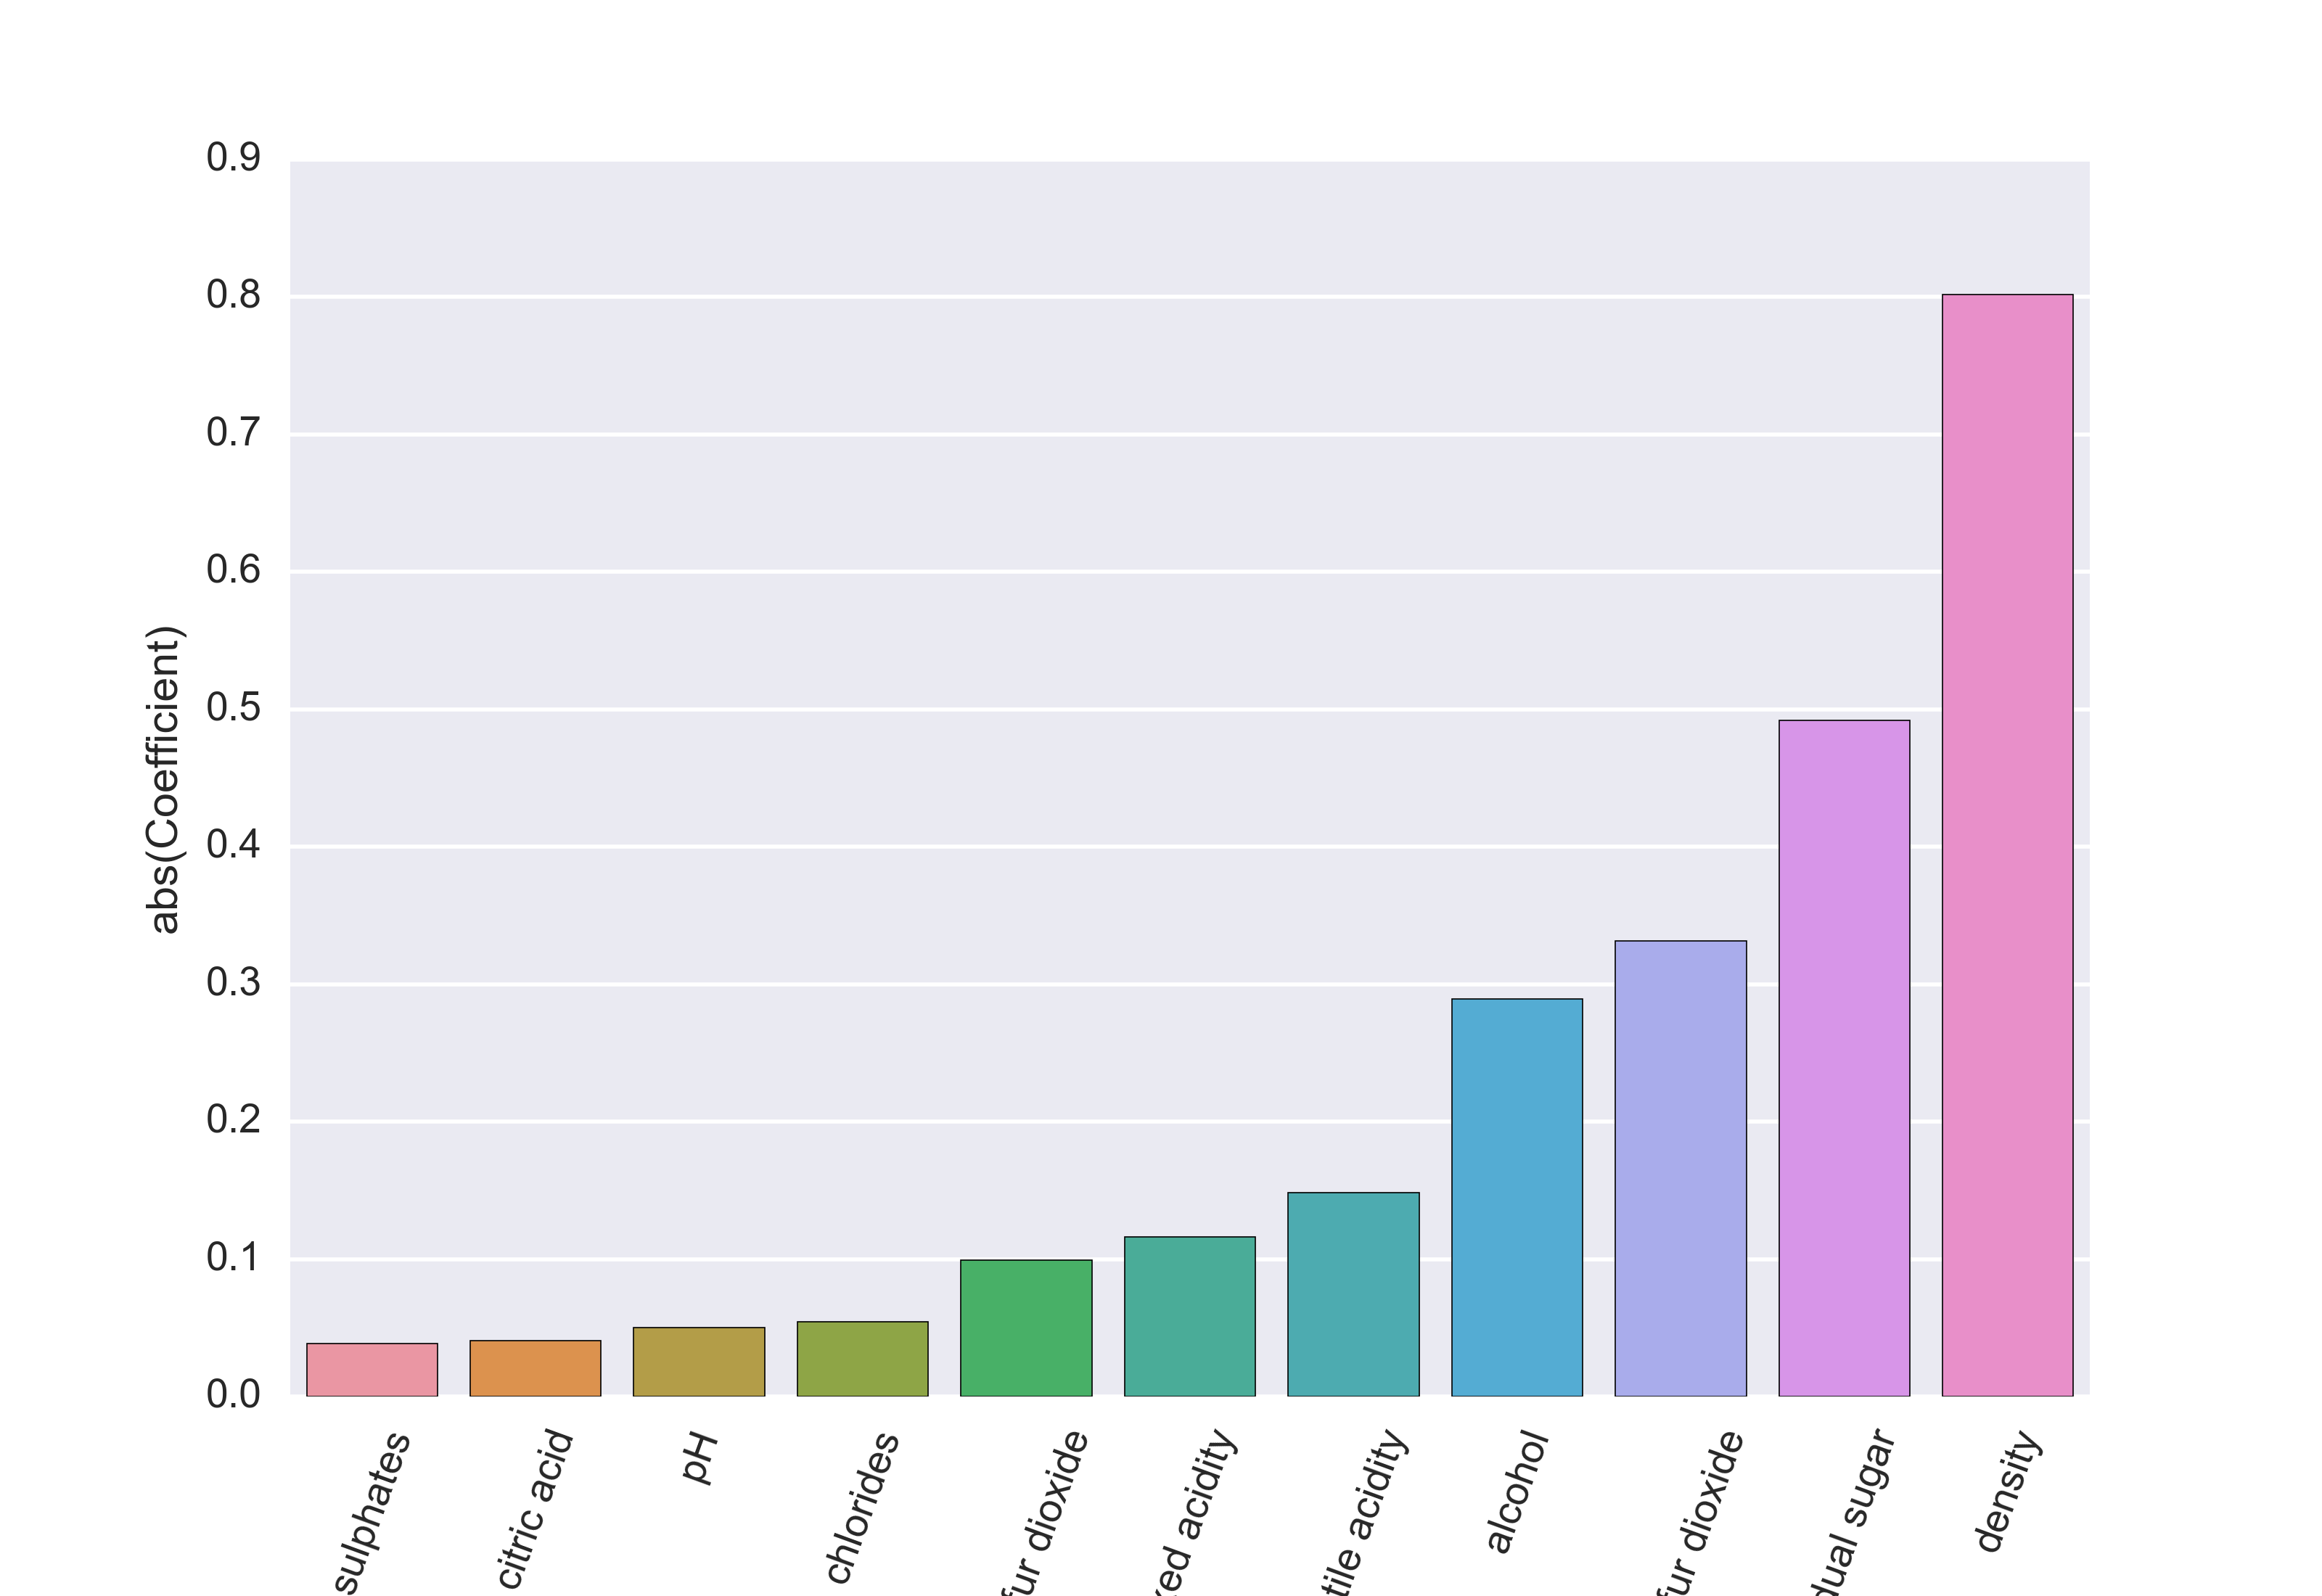 0.9
0.8
0.7
0.6
0.5
0.4
0.3
0.2
0.1
0.0
abs(Coefficient)
sulphates
citric acid
pH
chlorides
fur dioxide
ed acidity
tile acidity
alcohol
fur dioxide
dual sugar
density